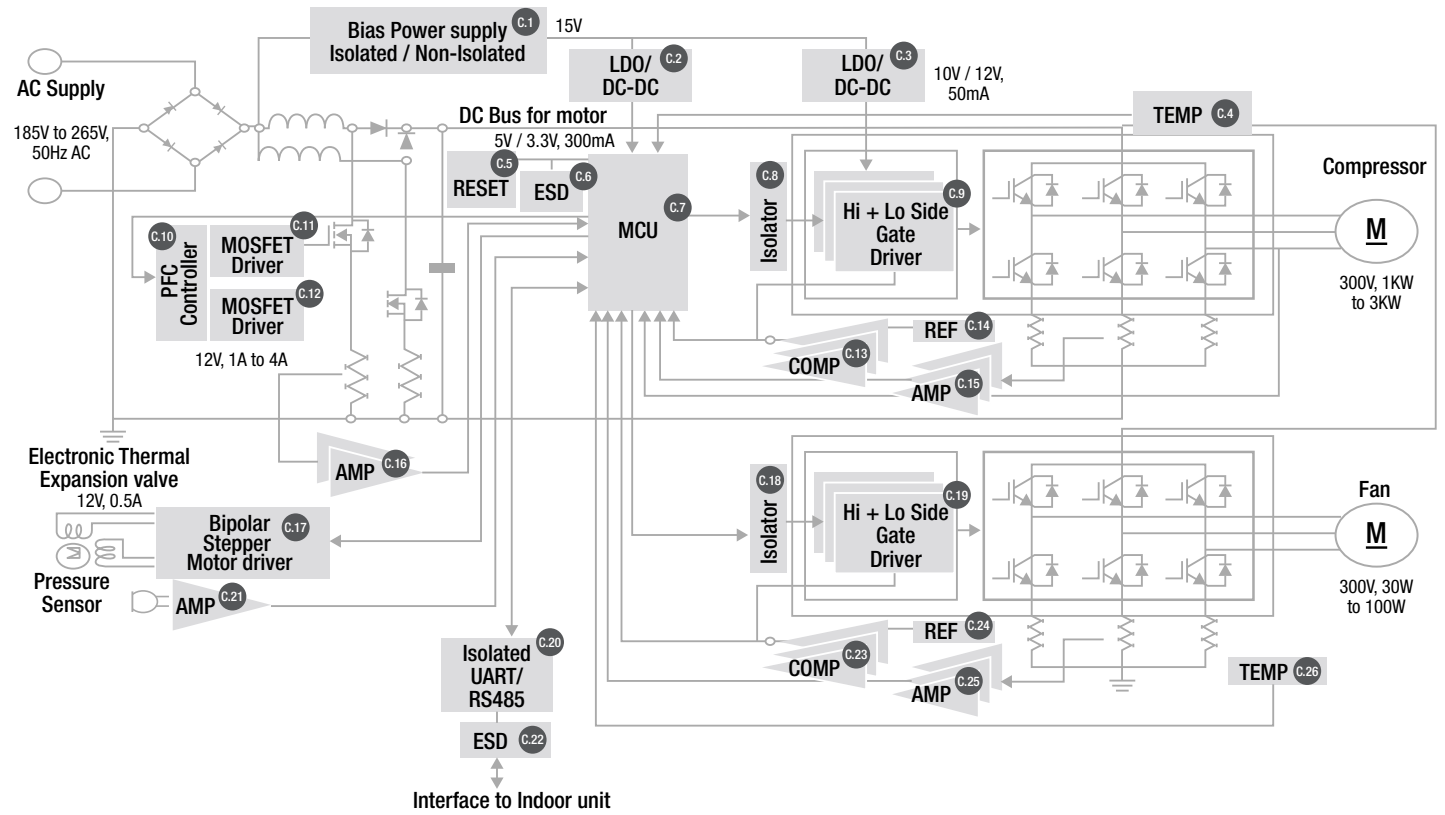 Bias Power supply
Isolated / Non-Isolated
C.1
15V
LDO/
DC-DC
C.2
LDO/
DC-DC
C.3
10V / 12V,
50mA
AC Supply
185V to 265V,
50Hz AC
DC Bus for motor
5V / 3.3V, 300mA
TEMP
C.4
RESET
C.5
ESD
C.6
MCU
C.7
Isolator
C.8
Hi + Lo Side
Gate
Driver
C.9
Compressor
M
300V, 1KW
to 3KW
PFC
Controller
C.10
MOSFET
Driver
C.11
MOSFET
Driver
C.12
12V, 1A to 4A
COMP
C.13
REF
C.14
AMP
C.15
AMP
C.16
Electronic Thermal
Expansion valve
12V, 0.5A
M
Bipolar
Stepper
Motor driver
C.17
Isolator
C.18
Hi + Lo Side
Gate
Driver
C.19
Fan
M
300V, 30W
to 100W
Pressure
Sensor
AMP
C.21
Isolated
UART/
RS485
C.20
ESD
C.22
Interface to Indoor unit
COMP
C.23
REF
C.24
AMP
C.25
TEMP
C.26